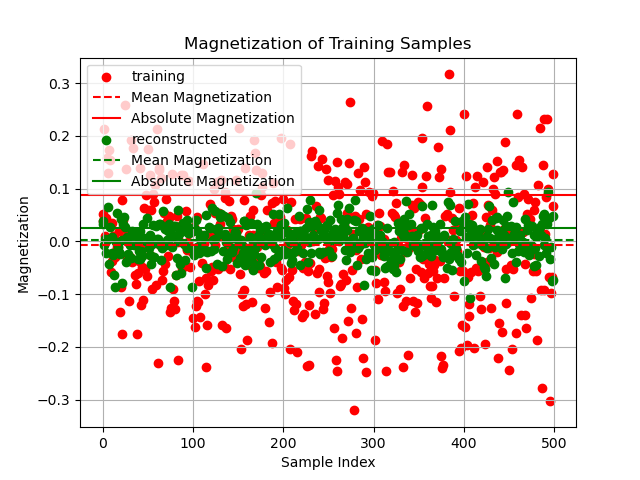 Magnetization of Training Samples
training
Mean Magnetization
Absolute Magnetization
reconstructed
Mean Magnetization
Absolute Magnetization
Magnetization
0.3
0.2
0.1
0.0
−0.1
−0.2
−0.3
0 100 200 300 400 500
Sample Index